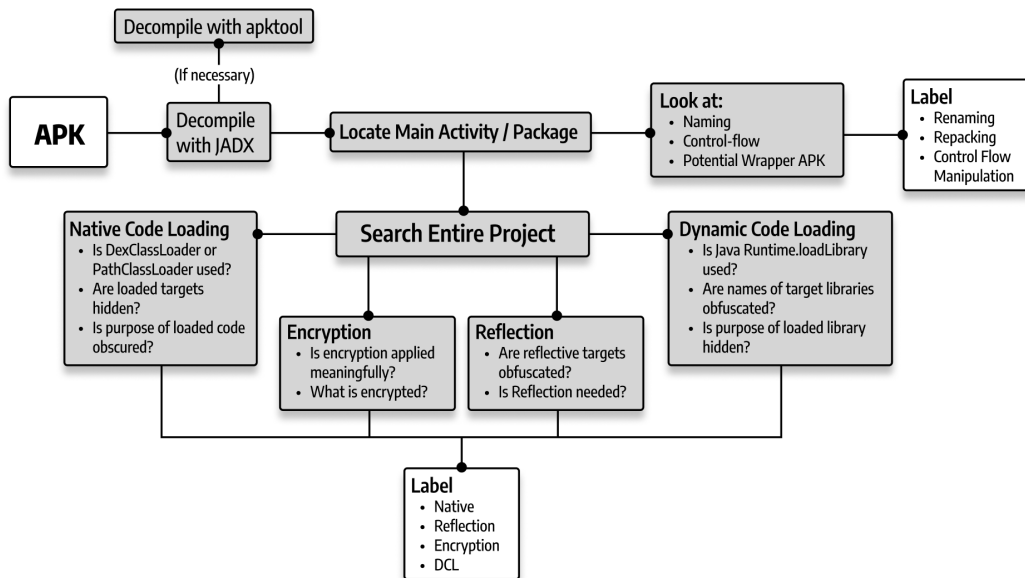 Decompile with apktool
(If necessary)
APK
Decompile
with JADX
Locate Main Activity / Package
Look at:
• Naming
• Control-flow
• Potential Wrapper APK
Label
• Renaming
• Repacking
• Control Flow
Manipulation
Native Code Loading
• Is DexClassLoader or
PathClassLoader used?
• Are loaded targets
hidden?
• Is purpose of loaded code
obscured?
Search Entire Project
Dynamic Code Loading
• Is Java Runtime.loadLibrary
used?
• Are names of target libraries
obfuscated?
• Is purpose of loaded library
hidden?
Encryption
• Is encryption applied
meaningfully?
• What is encrypted?
Reflection
• Are reflective targets
obfuscated?
• Is Reflection needed?
Label
• Native
• Reflection
• Encryption
• DCL